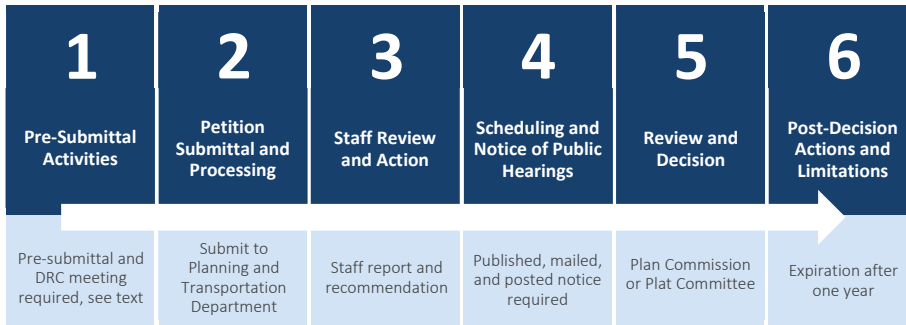 1
Pre-Submittal
Activities
2
Petition
Submittal and
Processing
3
Staff Review
and Action
4
Scheduling and
Notice of Public
Hearings
5
Review and
Decision
6
Post-Decision
Actions and
Limitations
Pre-submittal and
DRC meeting
required, see text
Submit to
Planning and
Transportation
Department
Staff report and
recommendation
Published, mailed,
and posted notice
required
Plan Commission
or Plat Committee
Expiration after
one year